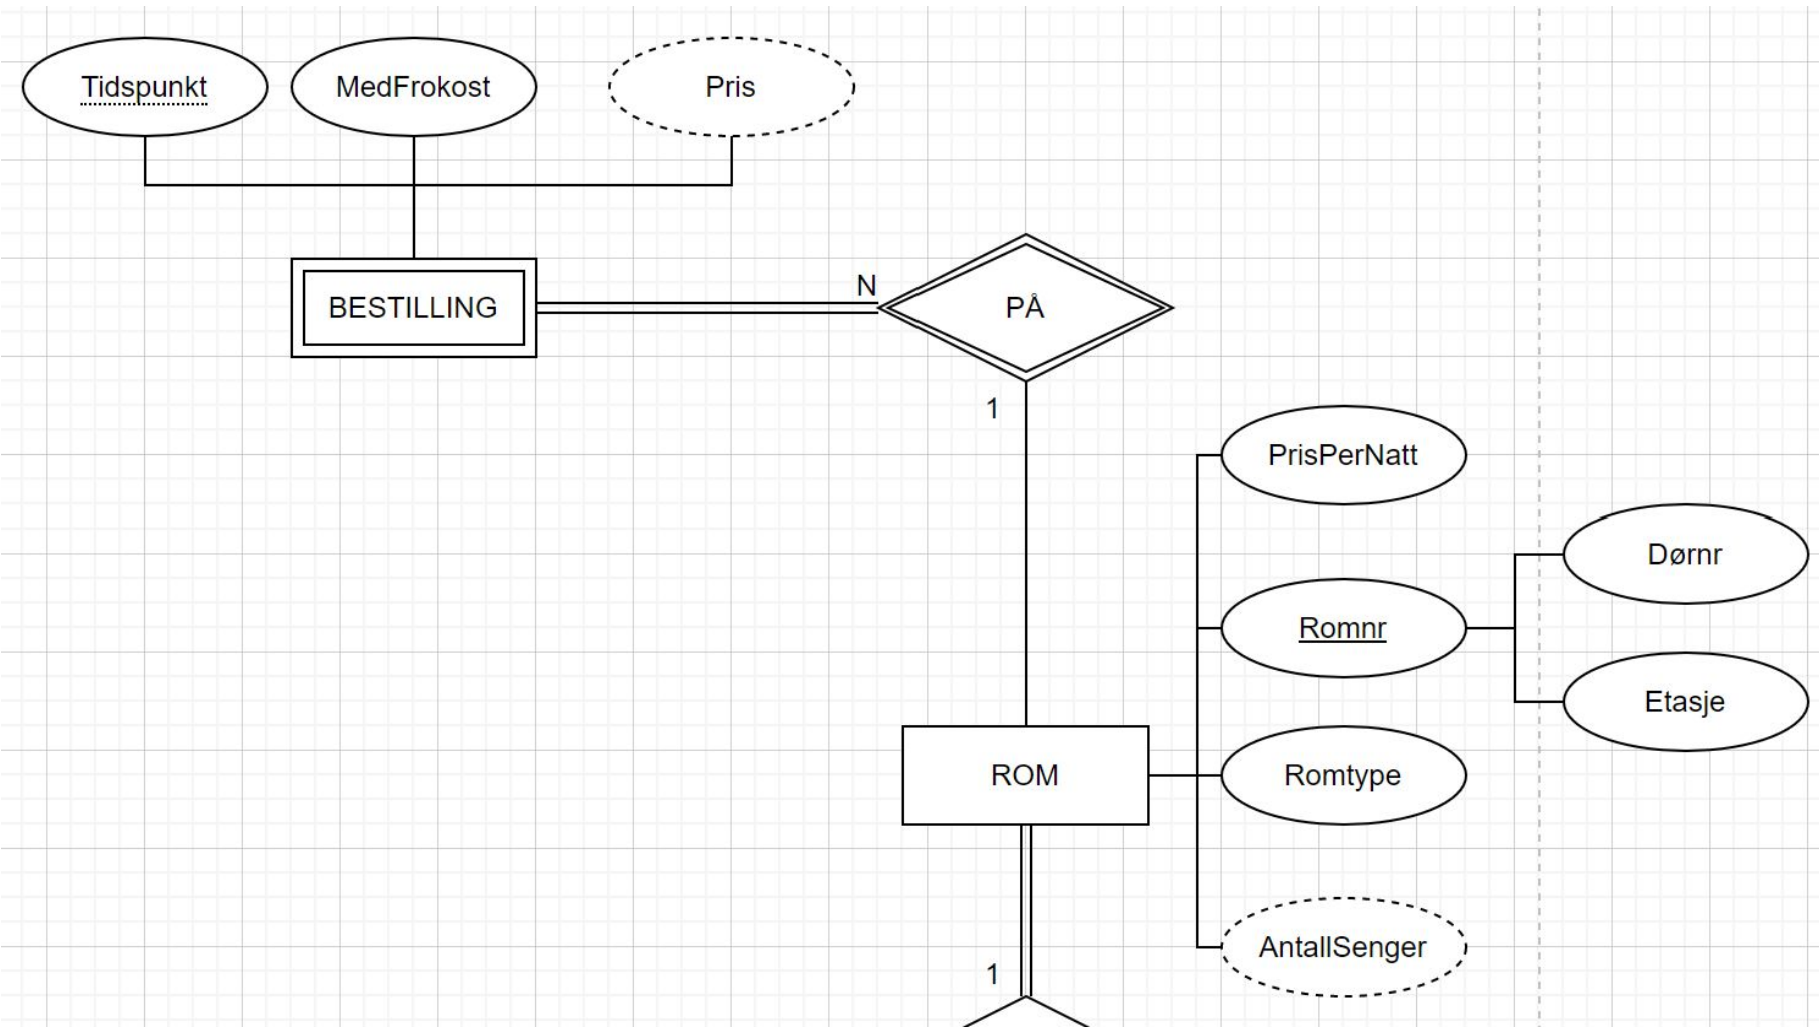 Tidspunkt
MedFrokost
Pris
BESTILLING
N
PÅ
1
PrisPerNatt
Dørnr
Romnr
Etasje
ROM
Romtype
AntallSenger
1